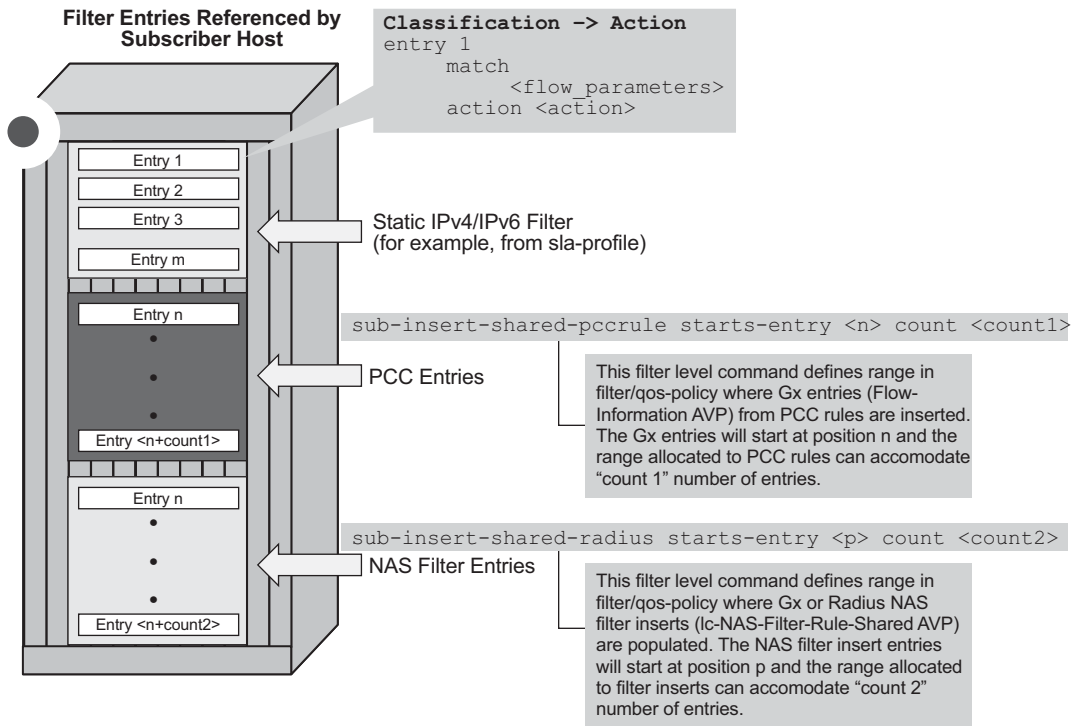 Filter Entries Referenced by
Subscriber Host
Classification –> Action
entry 1
match
<flow_parameters>
action <action>
Entry 1
Entry 2
Entry 3
Entry m
Static IPv4/IPv6 Filter
(for example, from sla-profile)
Entry n
Entry <n+count1>
PCC Entries
sub-insert-shared-pccrule starts-entry <n> count <count1>
This filter level command defines range in
filter/qos-policy where Gx entries (Flow-
Information AVP) from PCC rules are inserted.
The Gx entries will start at position n and the
range allocated to PCC rules can accomodate
“count 1” number of entries.
Entry n
Entry <n+count2>
NAS Filter Entries
sub-insert-shared-radius starts-entry <p> count <count2>
This filter level command defines range in
filter/qos-policy where Gx or Radius NAS
filter inserts (Ic-NAS-Filter-Rule-Shared AVP)
are populated. The NAS filter insert entries
will start at position p and the range allocated
to filter inserts can accomodate “count 2”
number of entries.